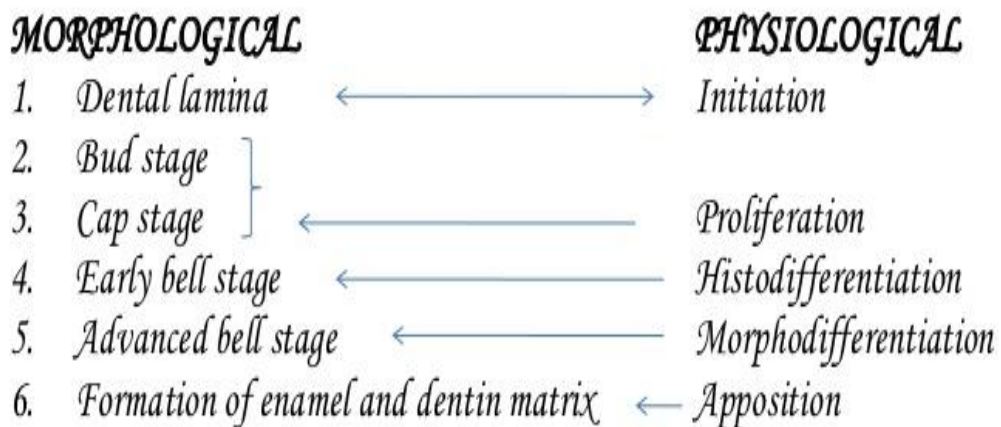 MORPHOLOGICAL PHYSIOLOGICAL
1. Dental lamina Initiation
2. Bud stage
3. Cap stage Proliferation
4. Early bell stage Histodifferentiation
5. Advanced bell stage Morphodifferentiation
6. Formation of enamel and dentin matrix Apposition